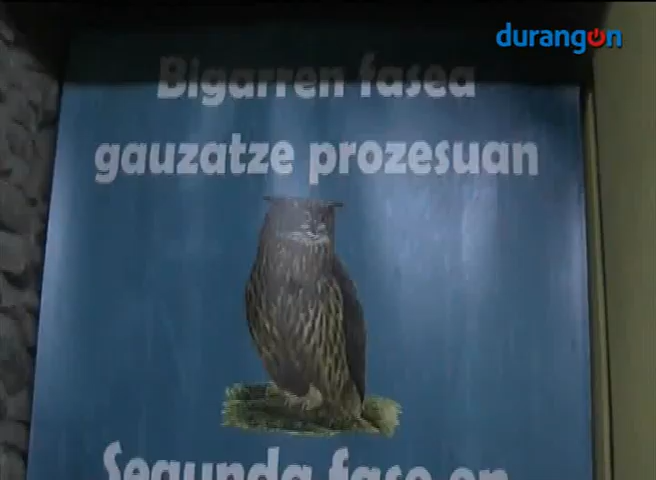 durangon
Bigarren fasea
gauzatze prozesuan
Segunda fase en